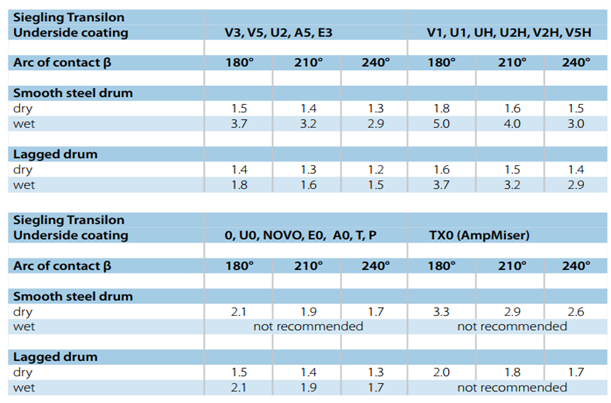 Siegling Transilon
Underside coating V3, V5, U2, A5, E3 V1, U1, UH, U2H, V2H, V5H
Arc of contact β 180° 210° 240° 180° 210° 240°
Smooth steel drum
dry 1.5 1.4 1.3 1.8 1.6 1.5
wet 3.7 3.2 2.9 5.0 4.0 3.0
Lagged drum
dry 1.4 1.3 1.2 1.6 1.5 1.4
wet 1.8 1.6 1.5 3.7 3.2 2.9
Siegling Transilon
Underside coating 0, U0, NOVO, E0, A0, T, P TX0 (AmpMiser)
Arc of contact β 180° 210° 240° 180° 210° 240°
Smooth steel drum
dry 2.1 1.9 1.7 3.3 2.9 2.6
wet not recommended not recommended
Lagged drum
dry 1.5 1.4 1.3 2.0 1.8 1.7
wet 2.1 1.9 1.7 not recommended